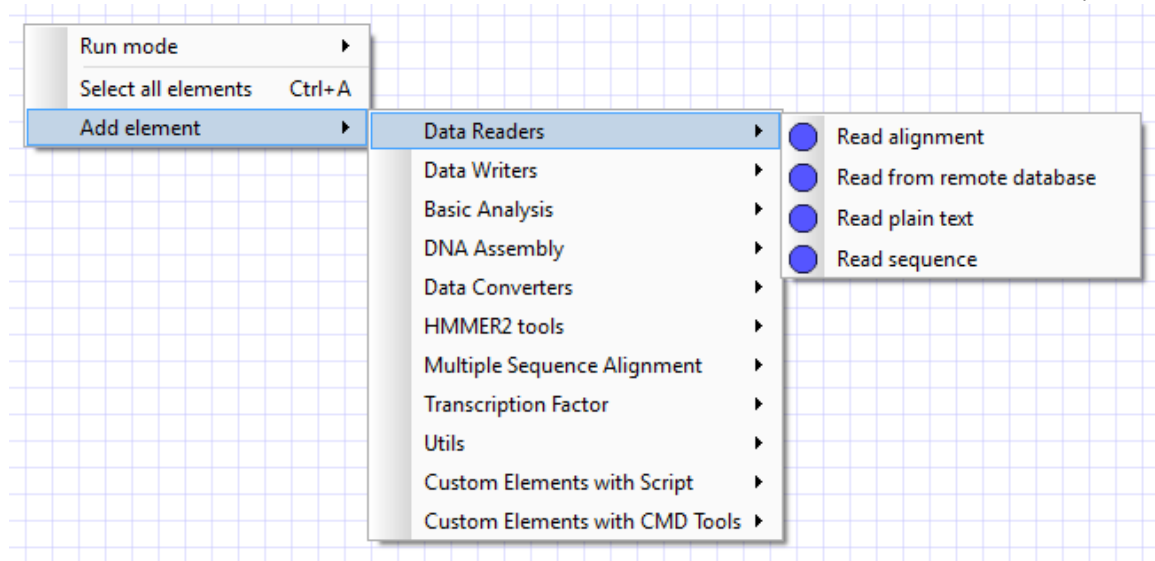 Run mode
Select all elements Ctrl+A
Add element
Data Readers
Data Writers
Basic Analysis
DNA Assembly
Data Converters
HMMER2 tools
Multiple Sequence Alignment
Transcription Factor
Utils
Custom Elements with Script
Custom Elements with CMD Tools
Read alignment
Read from remote database
Read plain text
Read sequence